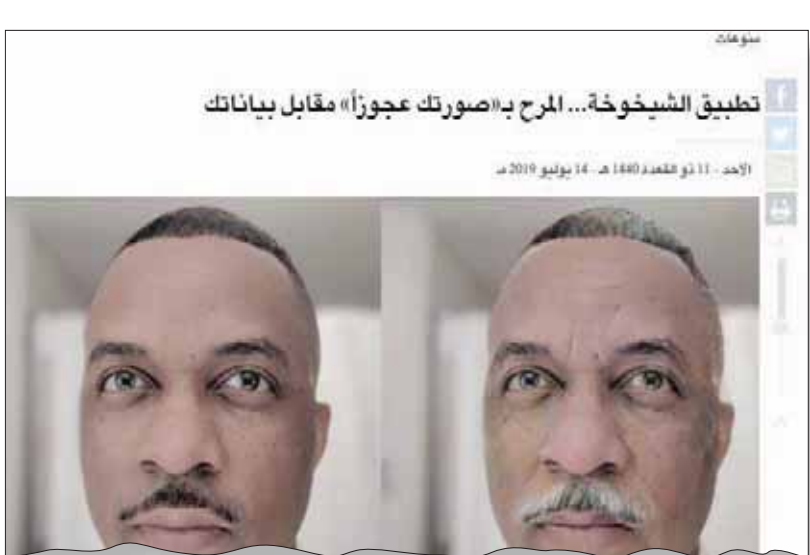 منوعات
تطبيق الشيخوخة... المرح بـ«صورتك عجوزاً» مقابل بياناتك
الأحد - 11 ذو القعدة 1440 هـ - 14 يوليو 2019 مـ